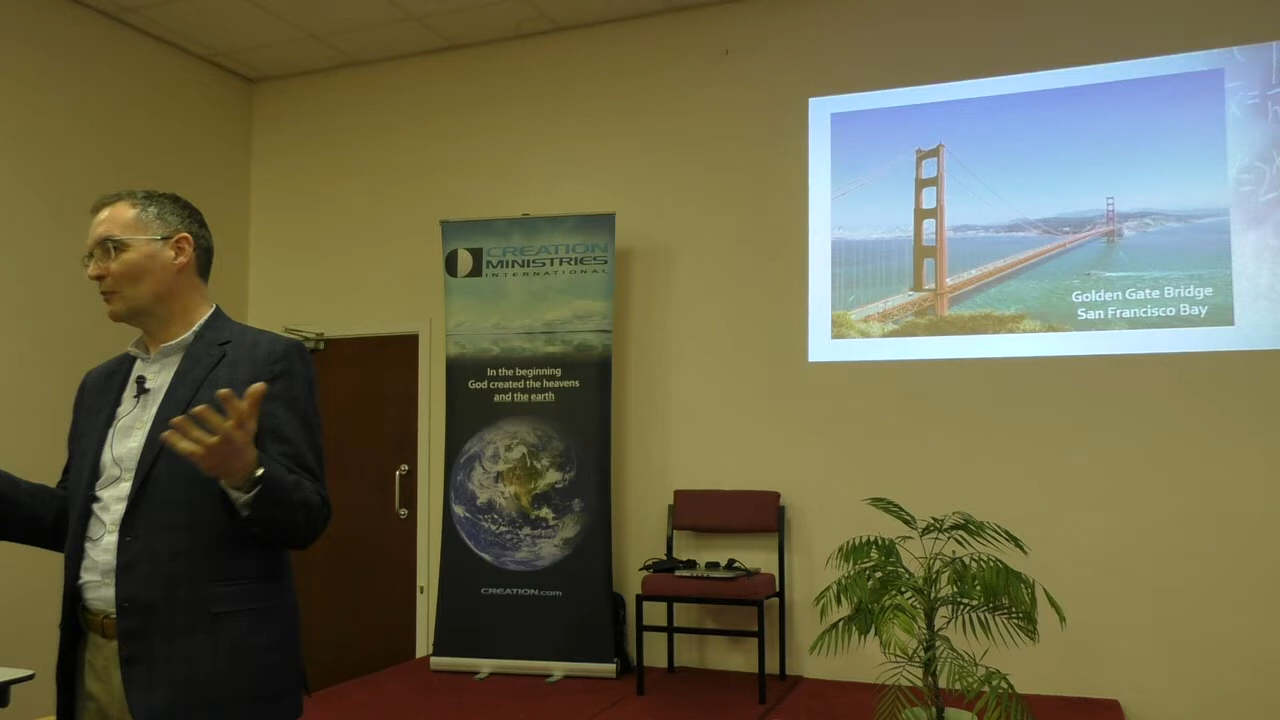 CREATION
MINISTRIES
INTERNATIONAL
In the beginning
God created the heavens
and the earth
CREATION.com
Golden Gate Bridge
San Francisco Bay